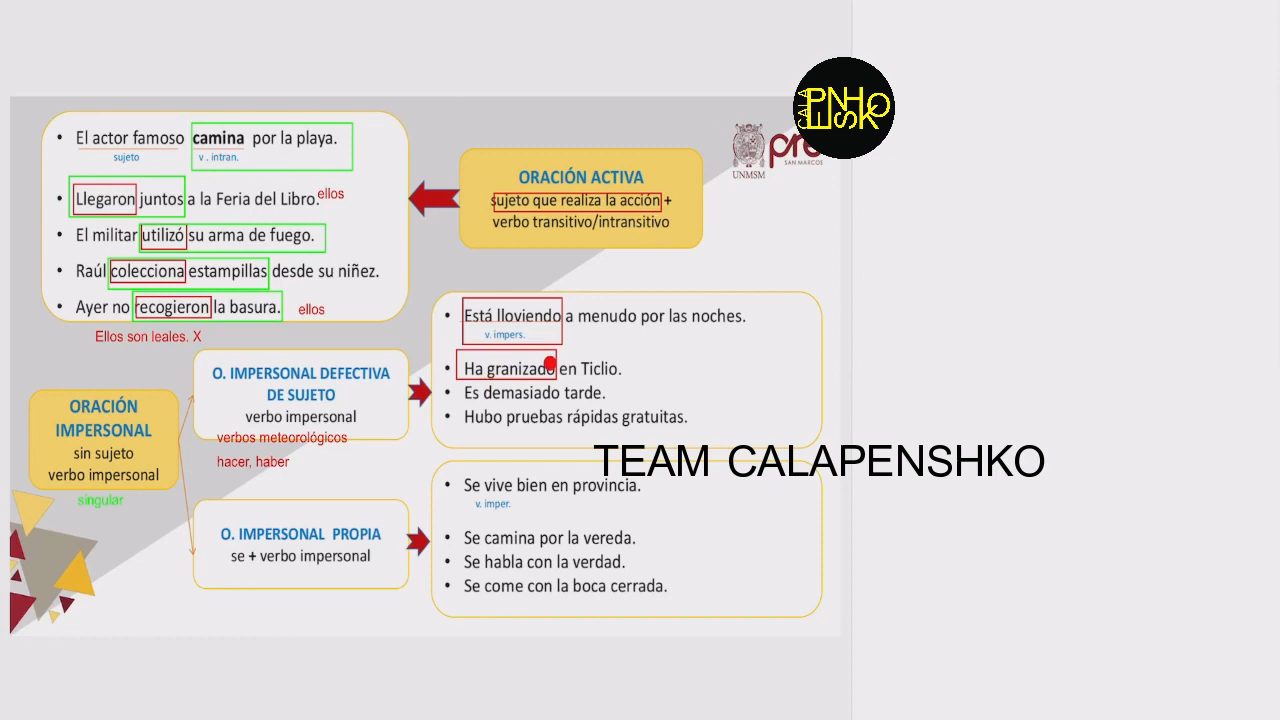 • El actor famoso camina por la playa.
sujeto v . intran.
• Llegaron juntos a la Feria del Libro. ellos
• El militar utilizó su arma de fuego.
• Raúl colecciona estampillas desde su niñez.
• Ayer no recogieron la basura. ellos
Ellos son leales. X
ORACIÓN ACTIVA
sujeto que realiza la acción +
verbo transitivo/intransitivo
UNMSM
pre
SAN MARCOS
CALA
PENSHKO
ORACIÓN
IMPERSONAL
sin sujeto
verbo impersonal
singular
O. IMPERSONAL DEFECTIVA
DE SUJETO
verbo impersonal
verbos meteorológicos
hacer, haber
• Está lloviendo a menudo por las noches.
v. impers.
• Ha granizado en Ticlio.
• Es demasiado tarde.
• Hubo pruebas rápidas gratuitas.
TEAM CALAPENSHKO
O. IMPERSONAL PROPIA
se + verbo impersonal
• Se vive bien en provincia.
v. imper.
• Se camina por la vereda.
• Se habla con la verdad.
• Se come con la boca cerrada.